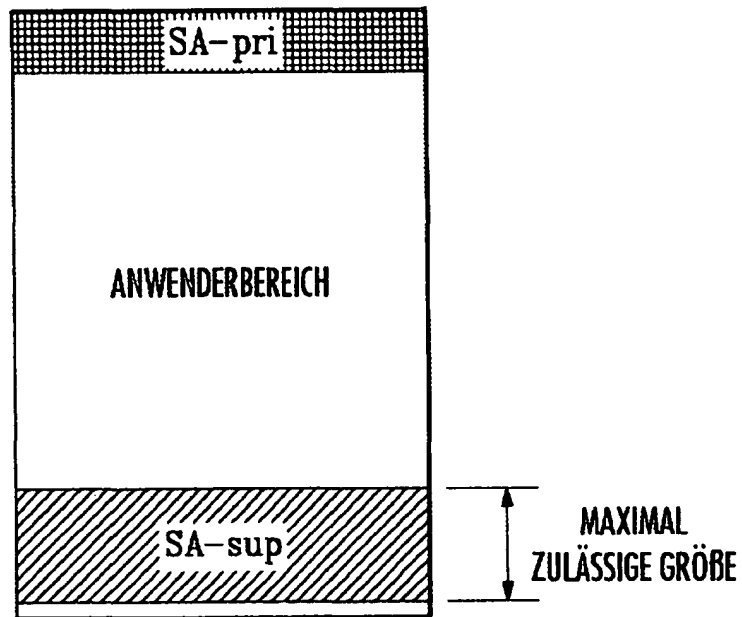 SA-pri
ANWENDERBEREICH
SA-sup
MAXIMAL
ZULÄSSIGE GRÖßE